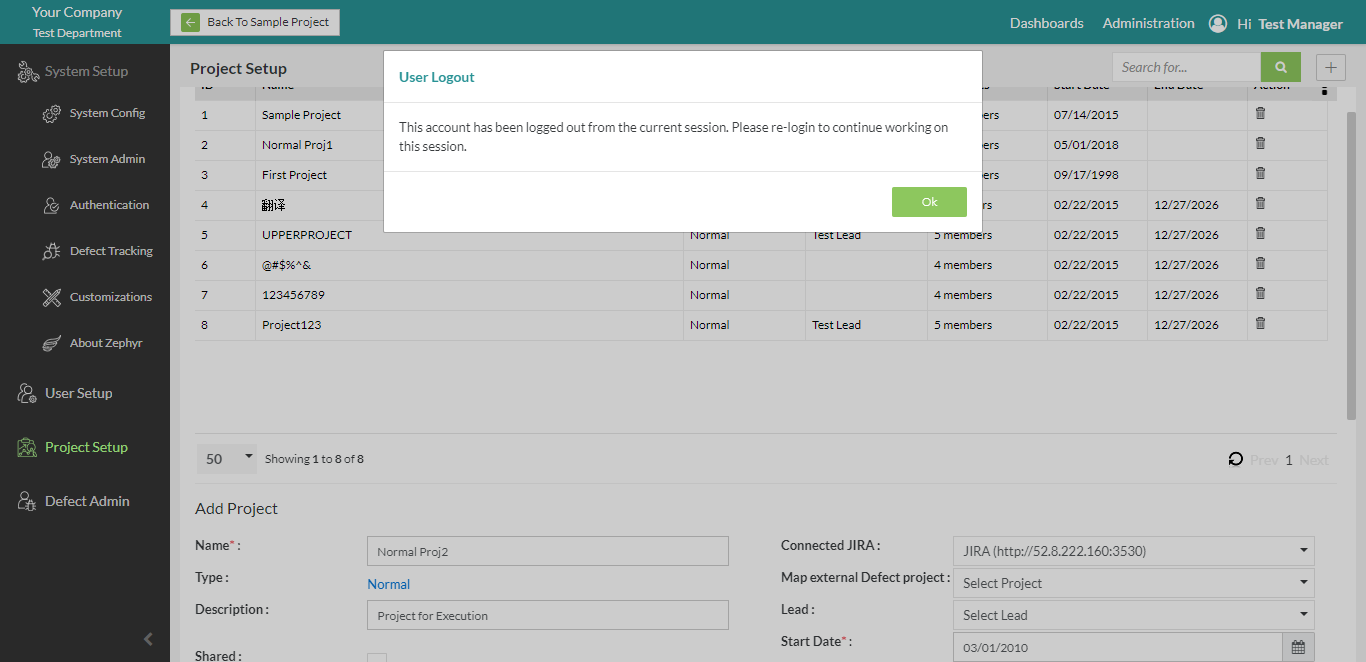 Your Company
Test Department
Back To Sample Project
Dashboards
Administration
Hi Test Manager
System Setup
System Config
System Admin
Authentication
Defect Tracking
Customizations
About Zephyr
User Setup
Project Setup
Defect Admin
Project Setup
Search for...
ID Name Start Date End Date Action
1 Sample Project 07/14/2015
2 Normal Proj1 05/01/2018
3 First Project 09/17/1998
4 翻译 02/22/2015 12/27/2026
5 UPPERPROJECT Normal Test Lead 5 members 02/22/2015 12/27/2026
6 @#$%^& Normal 4 members 02/22/2015 12/27/2026
7 123456789 Normal 4 members 02/22/2015 12/27/2026
8 Project123 Normal Test Lead 5 members 02/22/2015 12/27/2026
User Logout
This account has been logged out from the current session. Please re-login to continue working on
this session.
Ok
50
Showing 1 to 8 of 8
Prev 1 Next
Add Project
Name* :
Normal Proj2
Type :
Normal
Description :
Project for Execution
Shared :
Connected JIRA :
JIRA (http://52.8.222.160:3530)
Map external Defect project :
Select Project
Lead :
Select Lead
Start Date* :
03/01/2010